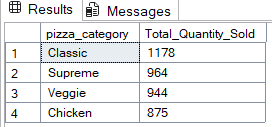 Results Messages
pizza_category Total_Quantity_Sold
1 Classic 1178
2 Supreme 964
3 Veggie 944
4 Chicken 875